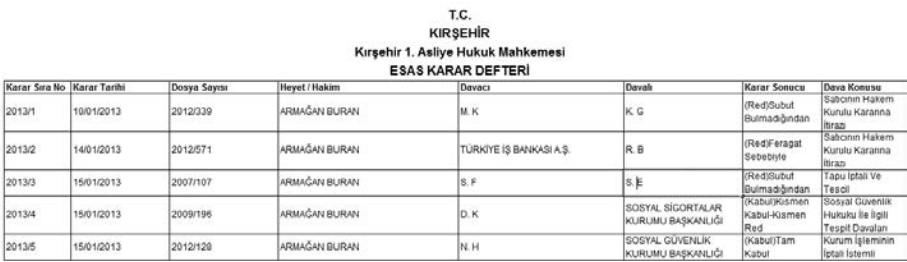 T.C.
KIRŞEHİR
Kırşehir 1. Asliye Hukuk Mahkemesi
ESAS KARAR DEFTERİ
Karar Sıra No Karar Tarihi Dosya Sayısı Heyet / Hakim Davacı Davalı Karar Sonucu Dava Konusu
2013/1 10/01/2013 2012/339 ARMAĞAN BURAN M. K K. G (Red)Subut Bulmadığından Satıcının Hakem Kurulu Kararına İtirazı
2013/2 14/01/2013 2012/571 ARMAĞAN BURAN TÜRKİYE İŞ BANKASI A.Ş. R. B (Red)Feragat Sebebiyle Satıcının Hakem Kurulu Kararına İtirazı
2013/3 15/01/2013 2007/107 ARMAĞAN BURAN S. F S. E (Red)Subut Bulmadığından Tapu İptali Ve Tescil
2013/4 15/01/2013 2009/196 ARMAĞAN BURAN D. K SOSYAL SİGORTALAR KURUMU BAŞKANLIĞI (Kabul)Kısmen Kabul-Kısmen Red Sosyal Güvenlik Hukuku İle İlgili Tespit Davaları
2013/5 15/01/2013 2012/128 ARMAĞAN BURAN N. H SOSYAL GÜVENLİK KURUMU BAŞKANLIĞI (Kabul)Tam Kabul Kurum İşleminin İptali İstemli